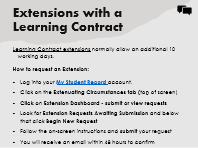 Extensions with a
Learning Contract
Learning Contract extensions normally allow an additional 10
working days.
How to request an Extension:
- Log into your My Student Record account.
- Click on the Extenuating Circumstances tab (top of screen)
- Click on Extension Dashboard - submit or view requests
- Look for Extension Requests Awaiting Submission and below
that click Begin New Request
- Follow the on-screen instructions and submit your request
- You will receive an email within 48 hours to confirm